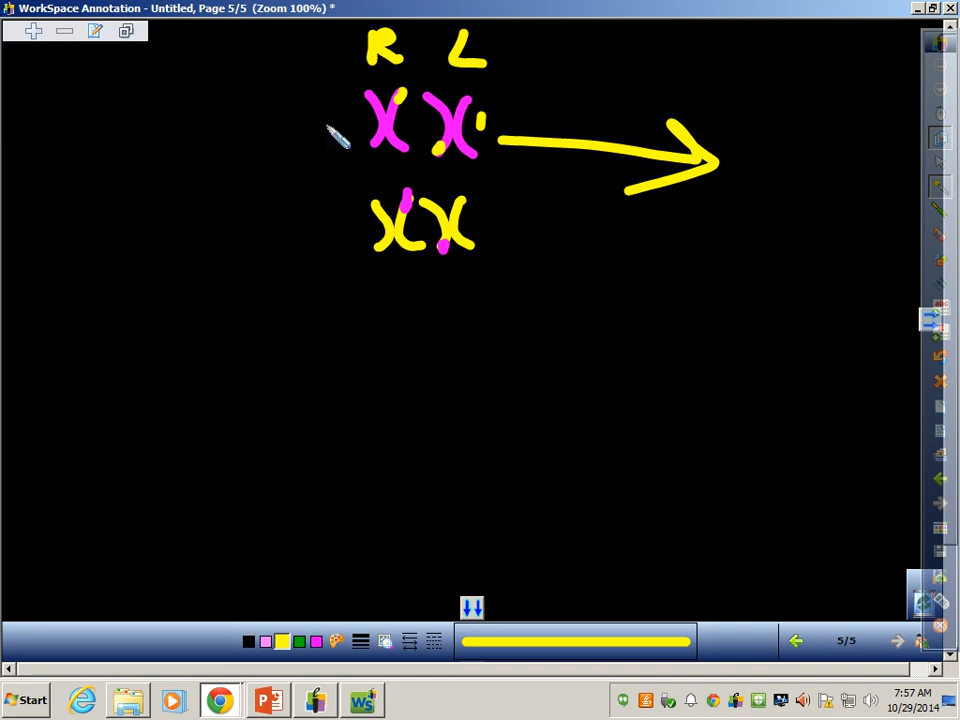 WorkSpace Annotation - Untitled, Page 5/5 (Zoom 100%) *
R L
5/5
Start
7:57 AM
10/29/2014